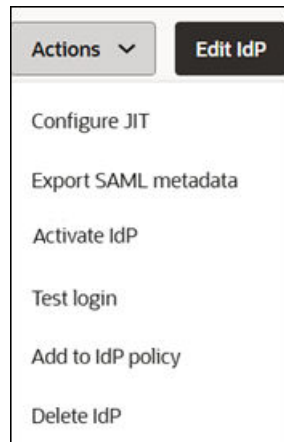 Actions
Edit IdP
Configure JIT
Export SAML metadata
Activate IdP
Test login
Add to IdP policy
Delete IdP